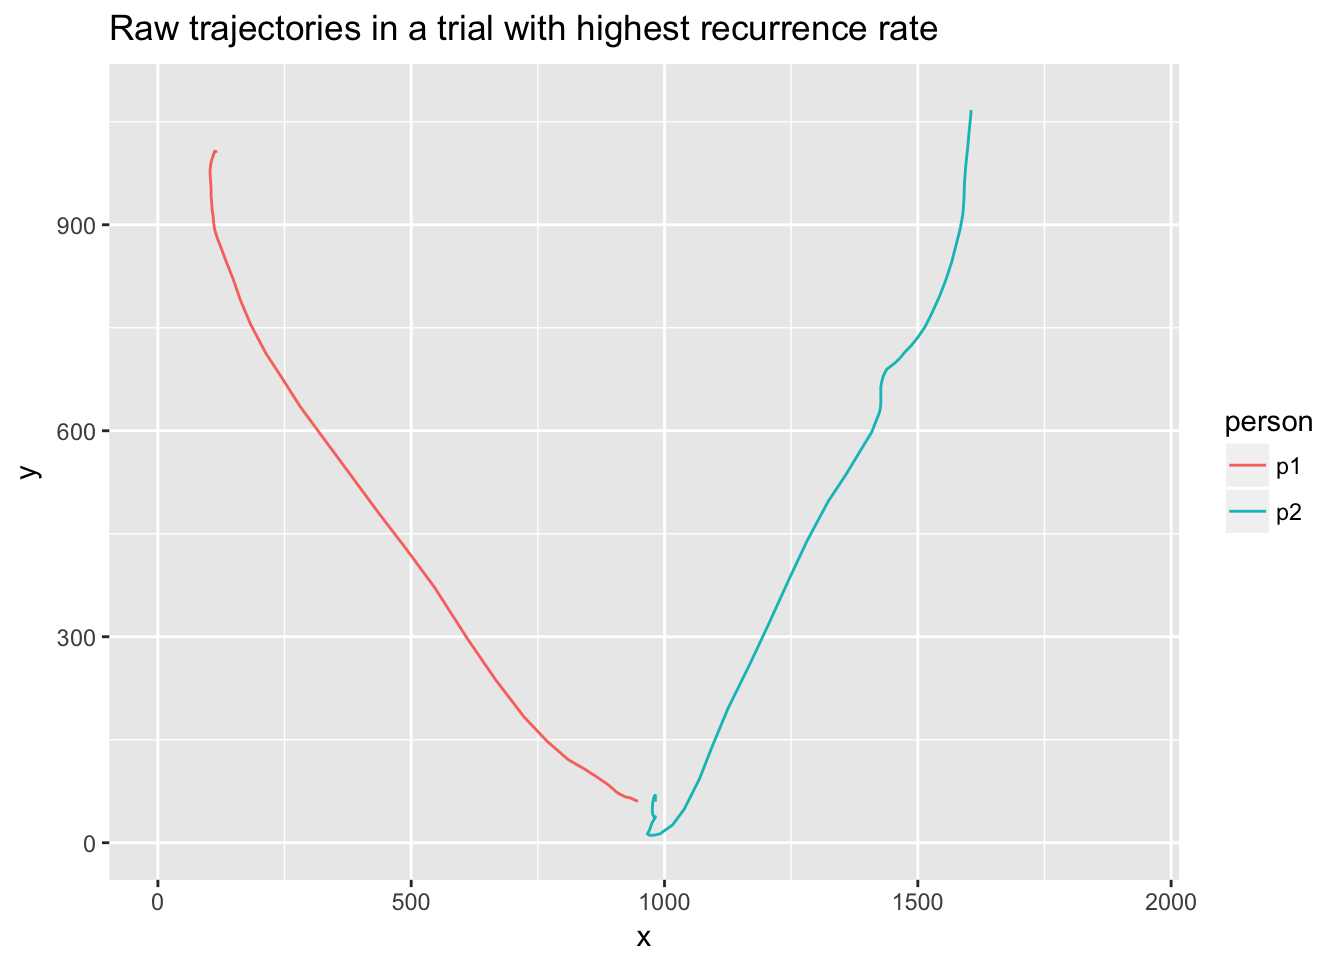 Raw trajectories in a trial with highest recurrence rate
y
900
600
300
0
0 500 1000 1500 2000
x
person
p1
p2